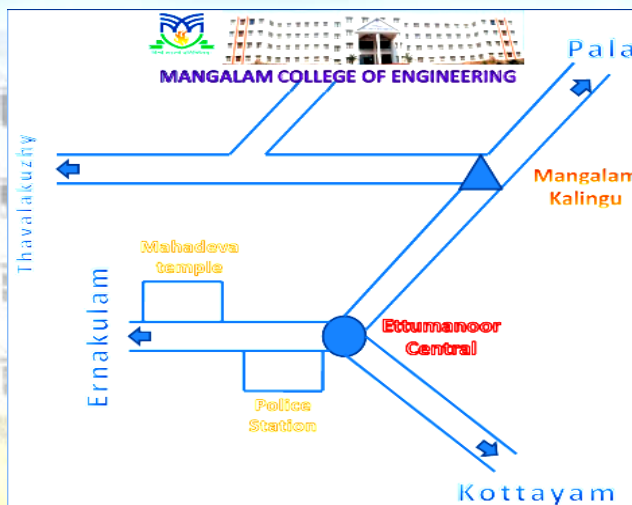 MANGALAM COLLEGE OF ENGINEERING
Pala
Thavalakuzhy
Mangalam
Kalingu
Mahadeva
temple
Ernakulam
Ettumanoor
Central
Police
Station
Kottayam